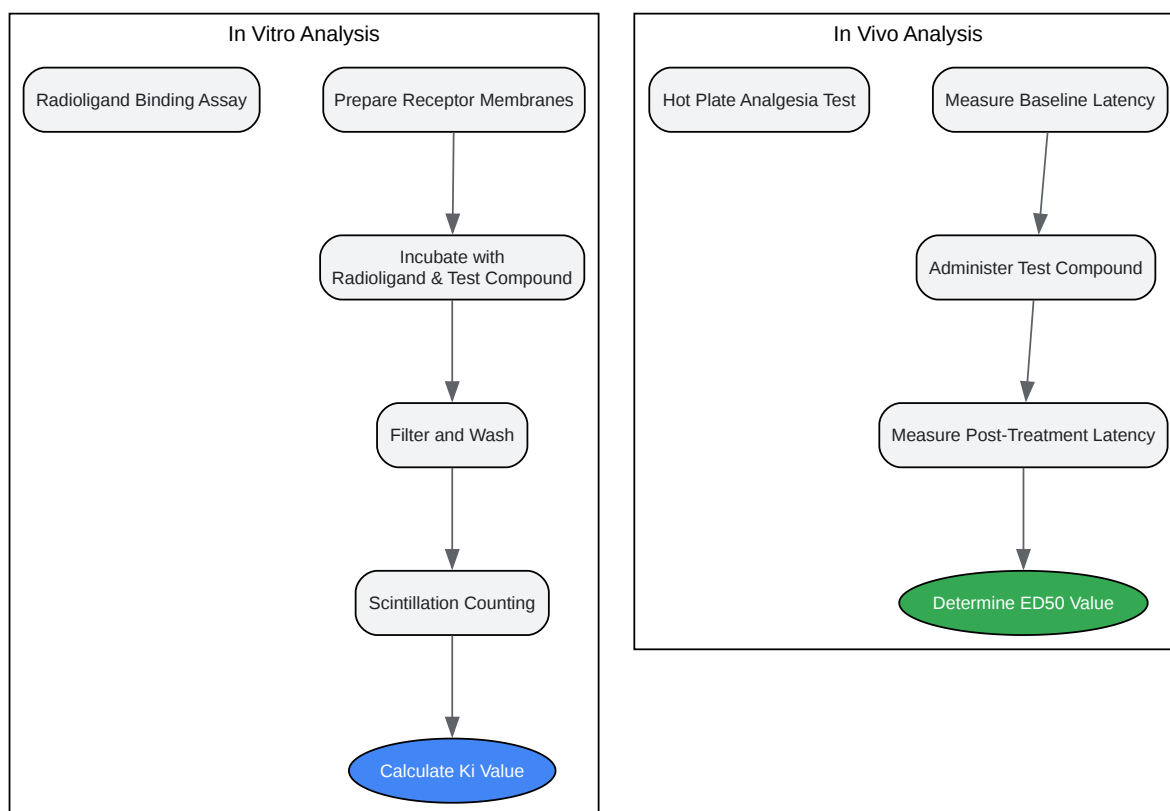 In Vitro Analysis
Radioligand Binding Assay
Prepare Receptor Membranes
Incubate with
Radioligand & Test Compound
Filter and Wash
Scintillation Counting
Calculate Ki Value
In Vivo Analysis
Hot Plate Analgesia Test
Measure Baseline Latency
Administer Test Compound
Measure Post-Treatment Latency
Determine ED50 Value